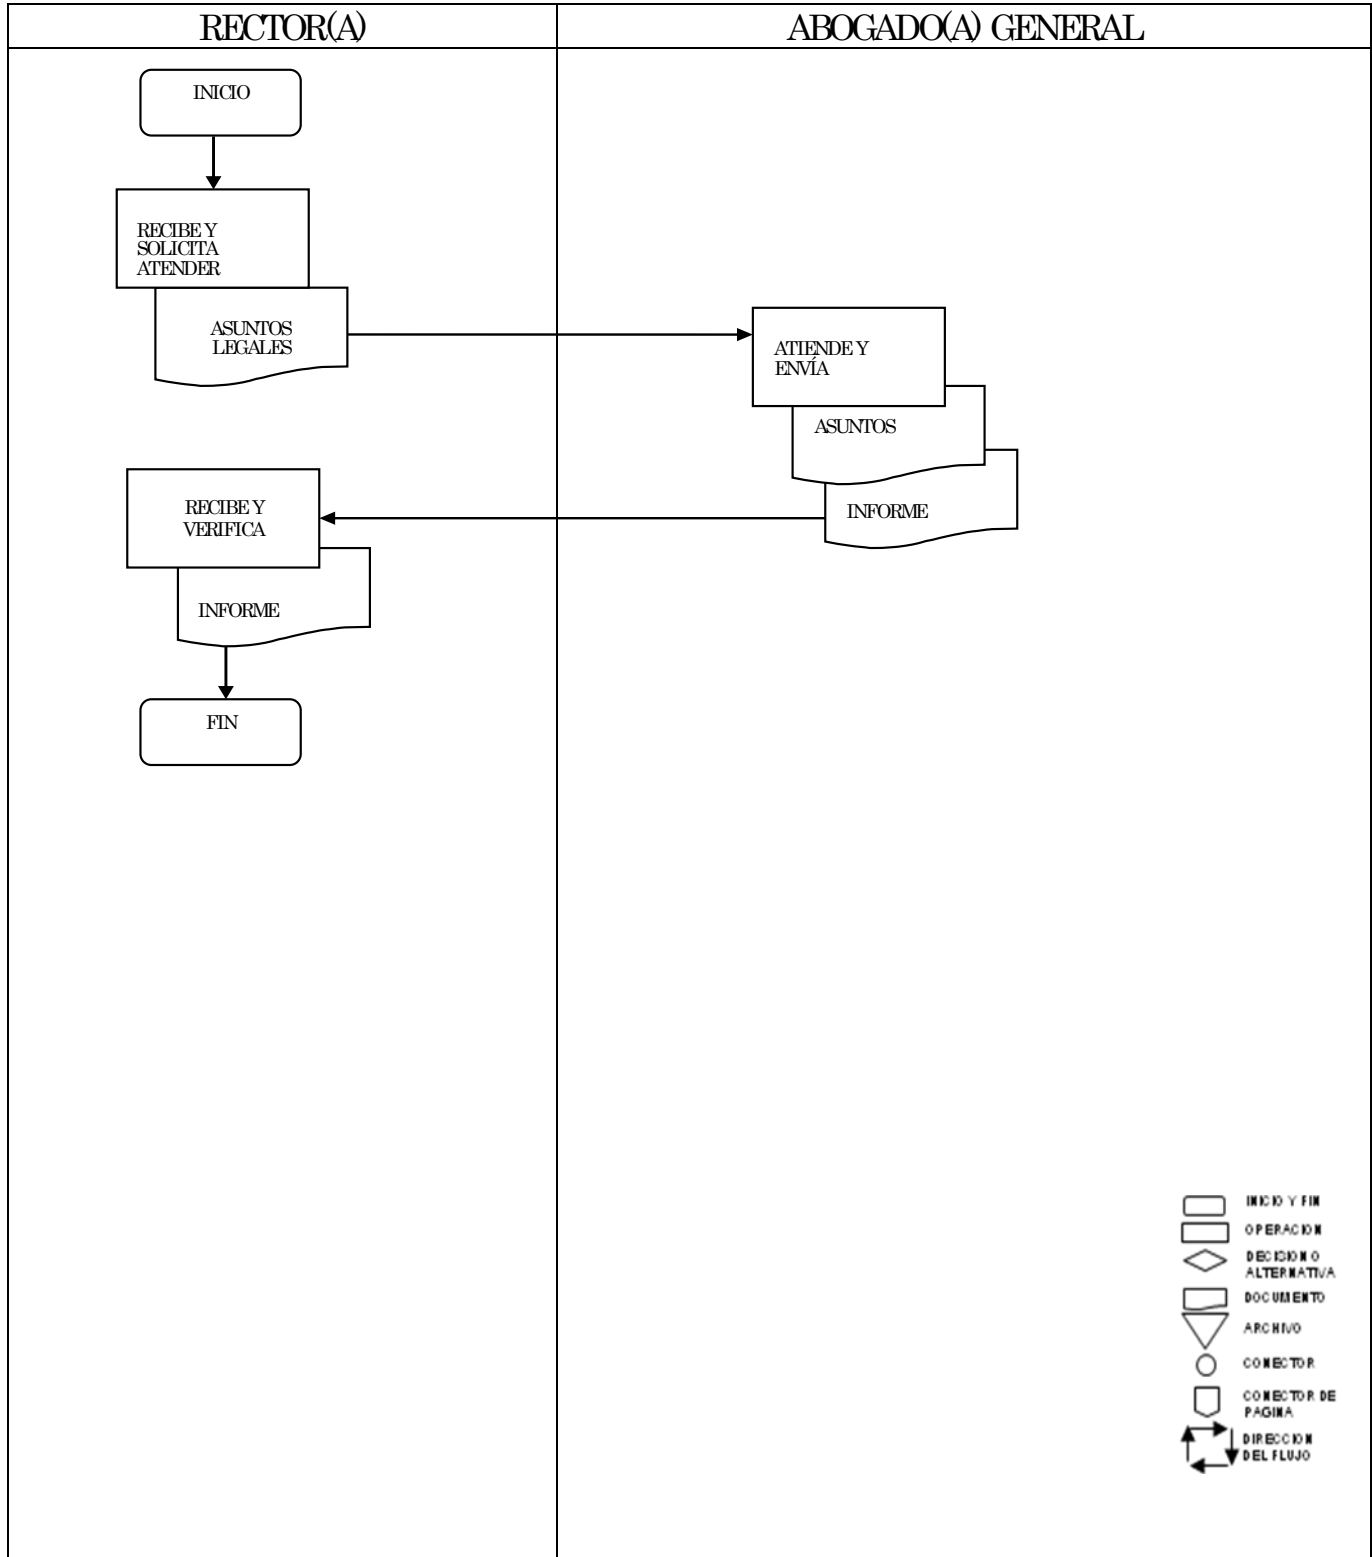 RECTOR(A)
ABOGADO(A) GENERAL
INICIO
RECIBE Y
SOLICITA
ATENDER
ASUNTOS
LEGALES
ATIENDE Y
ENVÍA
ASUNTOS
INFORME
RECIBE Y
VERIFICA
INFORME
FIN
INICIO Y FIN
OPERACION
DECISION O
ALTERNATIVA
DOCUMENTO
ARCHIVO
CONECTOR
CONECTOR DE
PAGINA
DIRECCION
DEL FLUJO